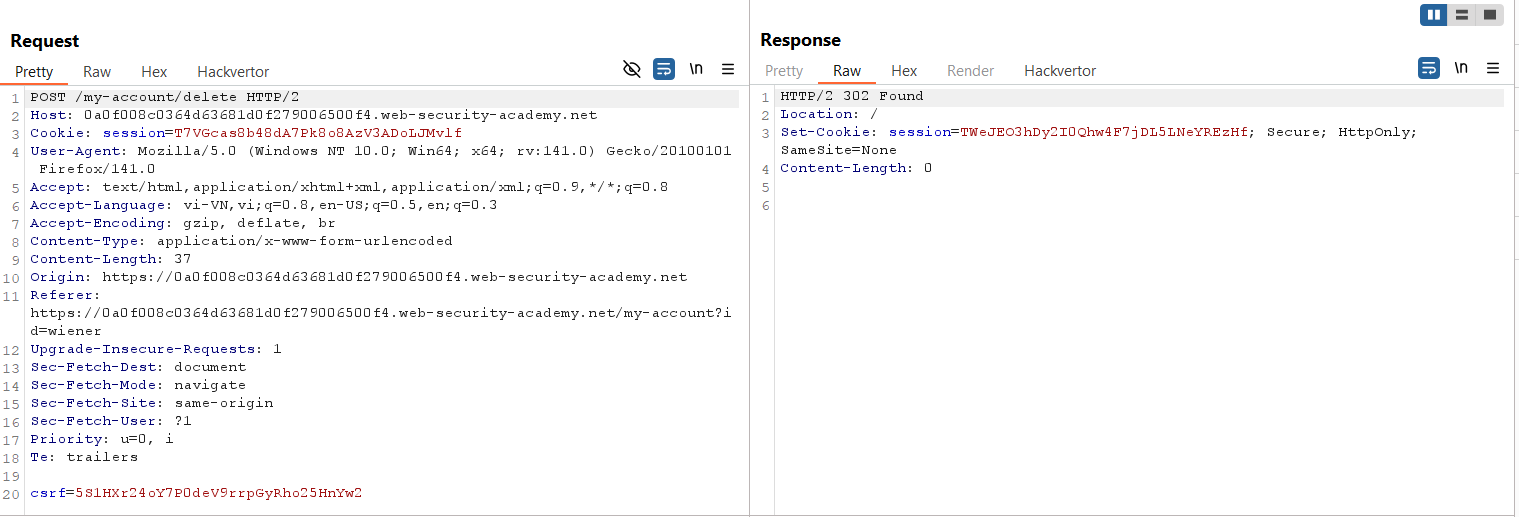 Request
Pretty Raw Hex Hackvertor \n
1 POST /my-account/delete HTTP/2
2 Host: 0a0f008c0364d63681d0f279006500f4.web-security-academy.net
3 Cookie: session=T7VGcas8b48dA7Pk8o8AzV3ADoLJMvlf
4 User-Agent: Mozilla/5.0 (Windows NT 10.0; Win64; x64; rv:141.0) Gecko/20100101
Firefox/141.0
5 Accept: text/html,application/xhtml+xml,application/xml;q=0.9,*/*;q=0.8
6 Accept-Language: vi-VN,vi;q=0.8,en-US;q=0.5,en;q=0.3
7 Accept-Encoding: gzip, deflate, br
8 Content-Type: application/x-www-form-urlencoded
9 Content-Length: 37
10 Origin: https://0a0f008c0364d63681d0f279006500f4.web-security-academy.net
11 Referer:
https://0a0f008c0364d63681d0f279006500f4.web-security-academy.net/my-account?i
d=wiener
12 Upgrade-Insecure-Requests: 1
13 Sec-Fetch-Dest: document
14 Sec-Fetch-Mode: navigate
15 Sec-Fetch-Site: same-origin
16 Sec-Fetch-User: ?1
17 Priority: u=0, i
18 Te: trailers
19
20 csrf=5SlHXr24oY7P0deV9rrpGyRho25HnYw2
Response
Pretty Raw Hex Render Hackvertor \n
1 HTTP/2 302 Found
2 Location: /
3 Set-Cookie: session=TWeJEO3hDy2I0Qhw4F7jDL5LNeYREzHf; Secure; HttpOnly;
SameSite=None
4 Content-Length: 0
5
6